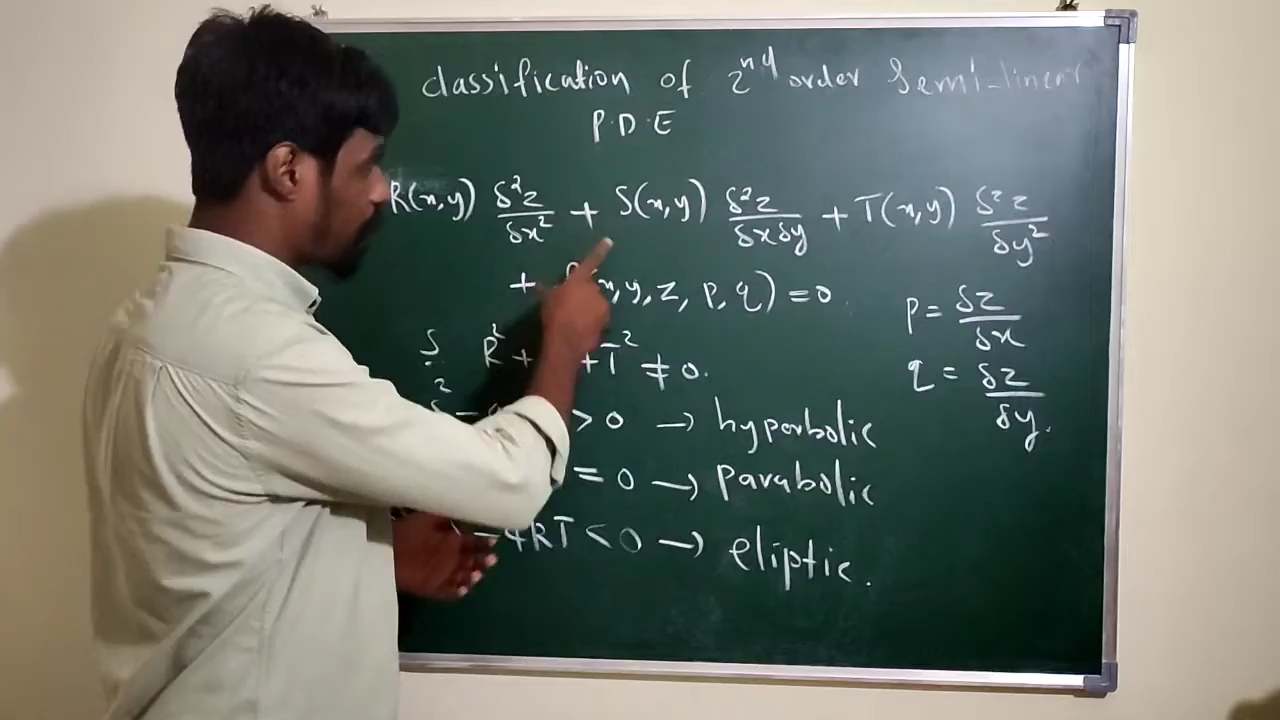 classification of 2nd order Semi-linear
P.D.E
R(x,y) δ²z/δx² + S(x,y) δ²z/δxδy + T(x,y) δ²z/δy²
+ (x,y,z,p,q) = 0
p = δz/δx
R² + + T² ≠ 0.
q = δz/δy.
> 0 → hyperbolic
= 0 → parabolic
-4RT < 0 → eliptic.